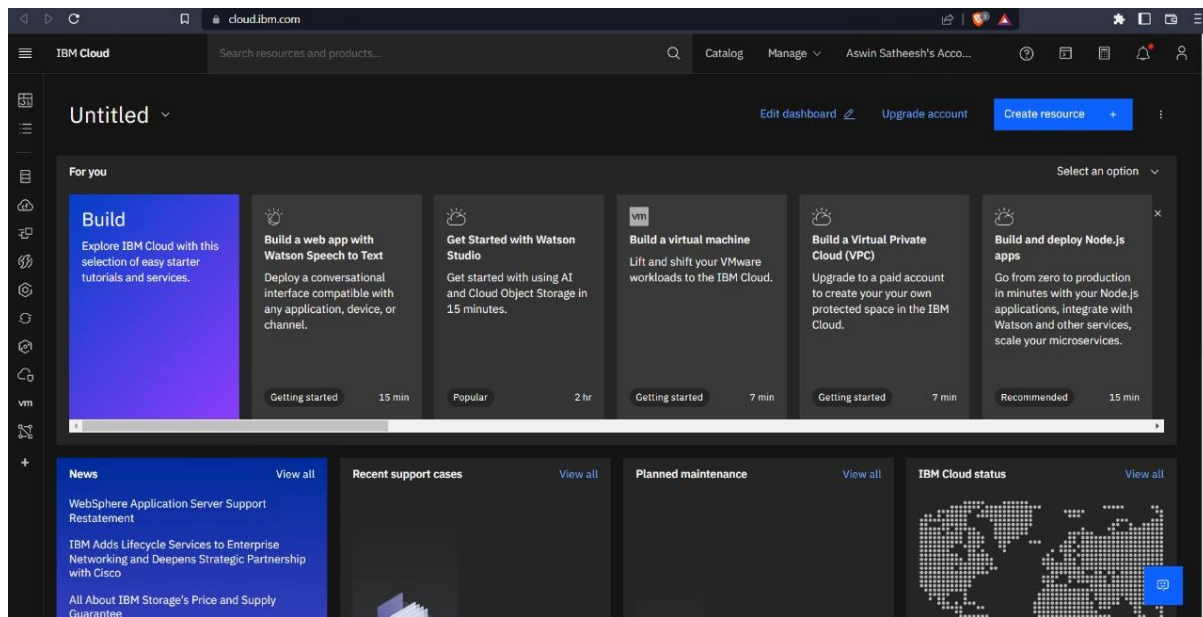 cloud.ibm.com
IBM Cloud
Search resources and products...
Catalog
Manage
Aswin Satheesh's Acco...
Untitled
Edit dashboard
Upgrade account
Create resource +
For you
Select an option
Build
Explore IBM Cloud with this
selection of easy starter
tutorials and services.
Build a web app with
Watson Speech to Text
Deploy a conversational
interface compatible with
any application, device, or
channel.
Getting started
15 min
Get Started with Watson
Studio
Get started with using AI
and Cloud Object Storage in
15 minutes.
Popular
2 hr
vm
Build a virtual machine
Lift and shift your VMware
workloads to the IBM Cloud.
Getting started
7 min
Build a Virtual Private
Cloud (VPC)
Upgrade to a paid account
to create your your own
protected space in the IBM
Cloud.
Getting started
7 min
Build and deploy Node.js
apps
Go from zero to production
in minutes with your Node.js
applications, integrate with
Watson and other services,
scale your microservices.
Recommended
15 min
vm
News
View all
WebSphere Application Server Support
Restatement
IBM Adds Lifecycle Services to Enterprise
Networking and Deepens Strategic Partnership
with Cisco
All About IBM Storage's Price and Supply
Guarantee
Recent support cases
View all
Planned maintenance
View all
IBM Cloud status
View all